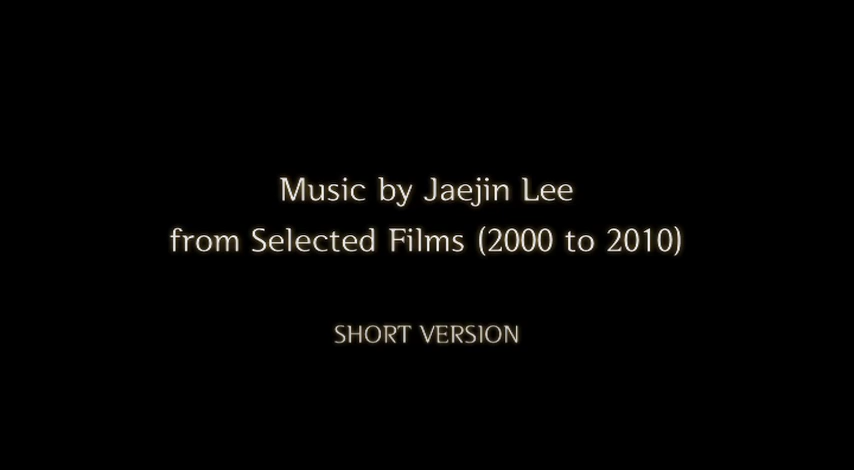 Music by Jaejin Lee
from Selected Films (2000 to 2010)
SHORT VERSION